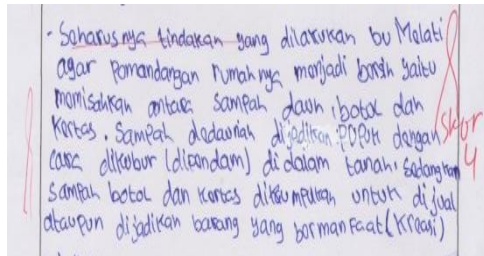 - Seharusnya tindakan yang dilakukan bu Melati
agar pemandangan rumahnya menjadi bersih yaitu
memisahkan antara sampah daun, botol dan
kertas. Sampah dedaunan dijadikan pupuk dengan
cara dikubur (dipendam) di dalam tanah, sedangkan
sampah botol dan kertas dikumpulkan untuk dijual
ataupun dijadikan barang yang bermanfaat (kreasi)
skor
4